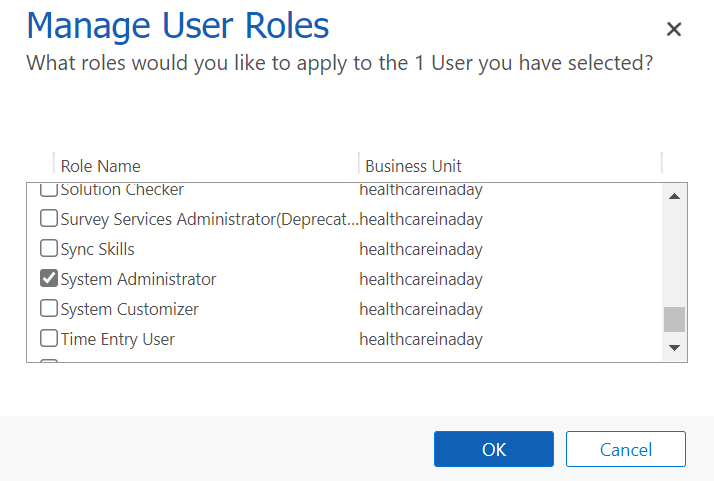 Manage User Roles
What roles would you like to apply to the 1 User you have selected?
Role Name Business Unit
Solution Checker healthcareinaday
Survey Services Administrator(Deprecat... healthcareinaday
Sync Skills healthcareinaday
System Administrator healthcareinaday
System Customizer healthcareinaday
Time Entry User healthcareinaday
OK Cancel